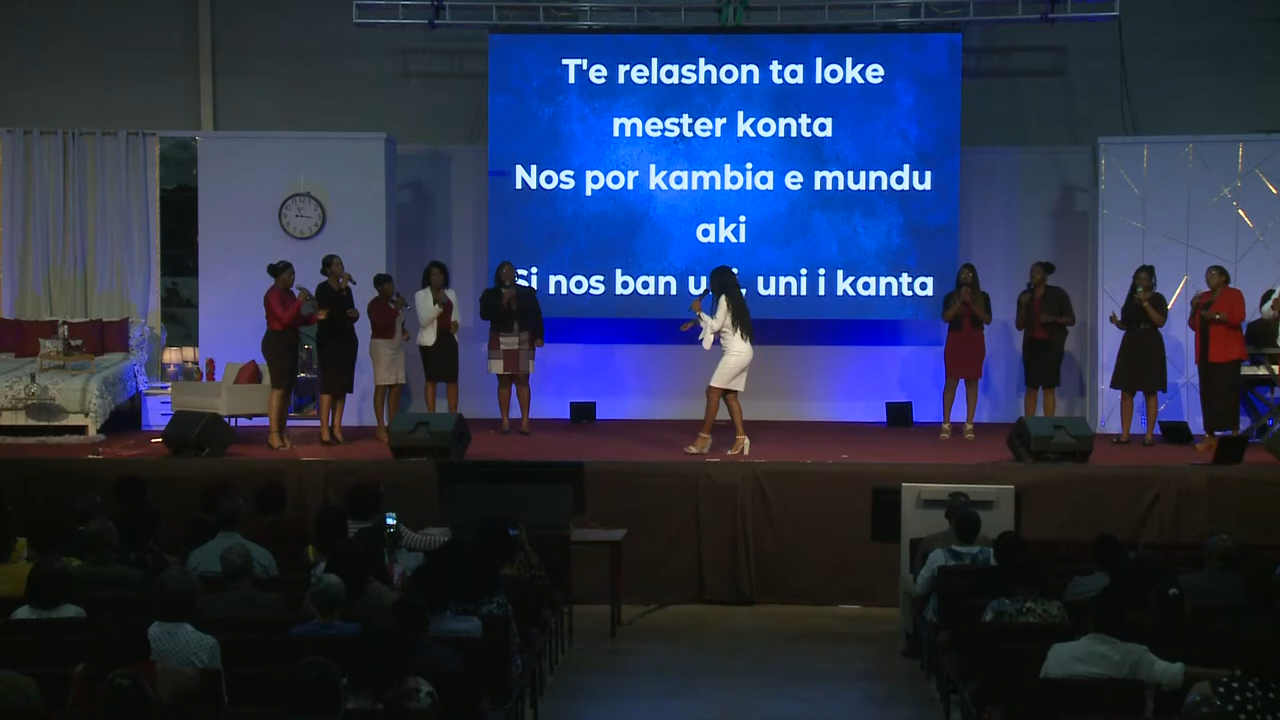 T'e relashon ta loke
mester konta
Nos por kambia e mundu
aki
Si nos ban uni, uni i kanta